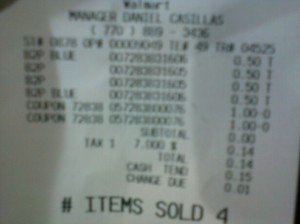 Walmart
MANAGER DANIEL CASILLAS
( 770 ) 889 - 3436
ST# 0878 OP# 00009049 TE# 49 TR# 04525
B2P BLUE 007283831606 0.50 T
B2P 007283831605 0.50 T
B2P 007283831605 0.50 T
B2P BLUE 007283831606 0.50 T
COUPON 72838 057283800076 1.00-O
COUPON 72838 057283800076 1.00-O
SUBTOTAL 0.00
TAX 1 7.000 % 0.14
TOTAL 0.14
CASH TEND 0.15
CHANGE DUE 0.01
# ITEMS SOLD 4